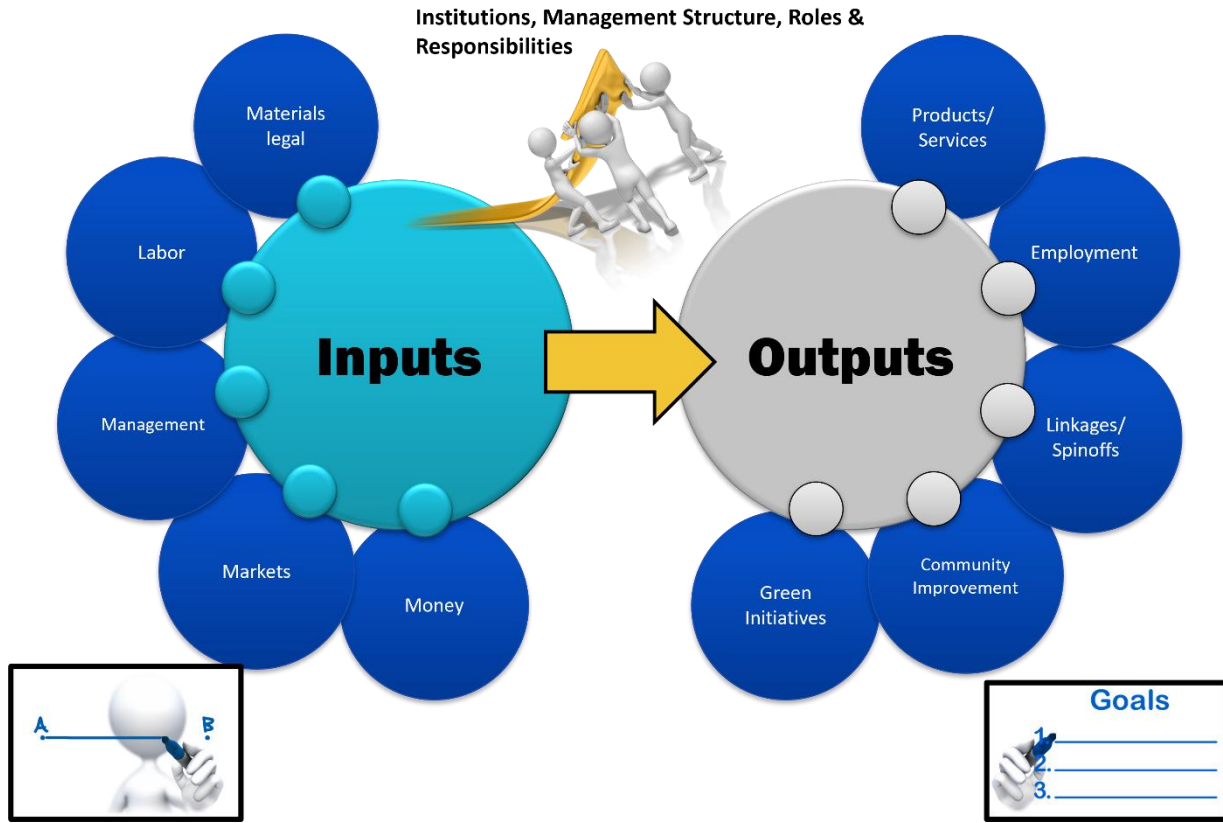 Institutions, Management Structure, Roles &
Responsibilities
Materials
legal
Labor
Management
Markets
Money
Inputs
Outputs
Products/
Services
Employment
Linkages/
Spinoffs
Community
Improvement
Green
Initiatives
A
B
Goals
1.
2.
3.